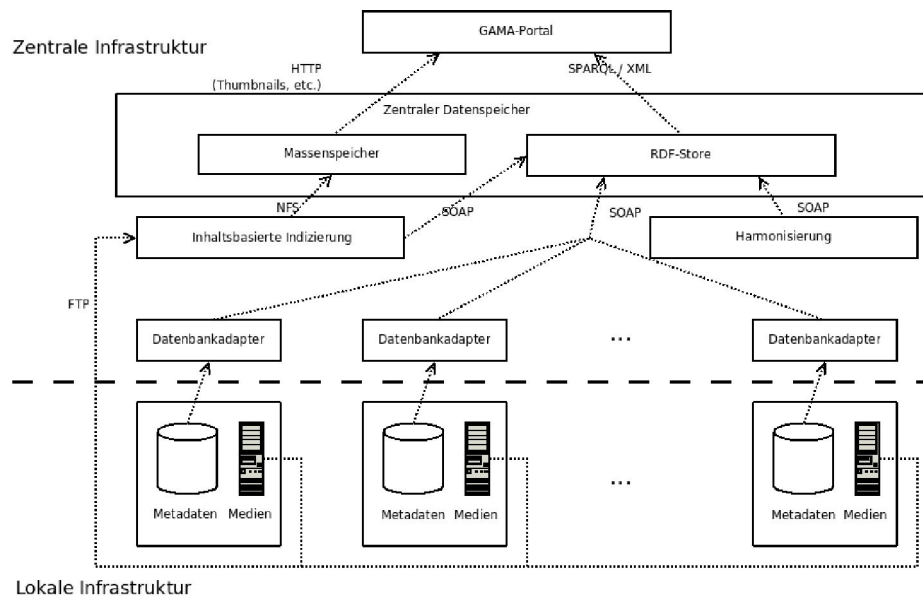 Zentrale Infrastruktur
GAMA-Portal
HTTP
(Thumbnails, etc.)
SPARQL / XML
Zentraler Datenspeicher
Massenspeicher
RDF-Store
NFS
SOAP
SOAP
SOAP
Inhaltsbasierte Indizierung
Harmonisierung
FTP
Datenbankadapter
Datenbankadapter
...
Datenbankadapter
Metadaten
Medien
Metadaten
Medien
...
Metadaten
Medien
Lokale Infrastruktur